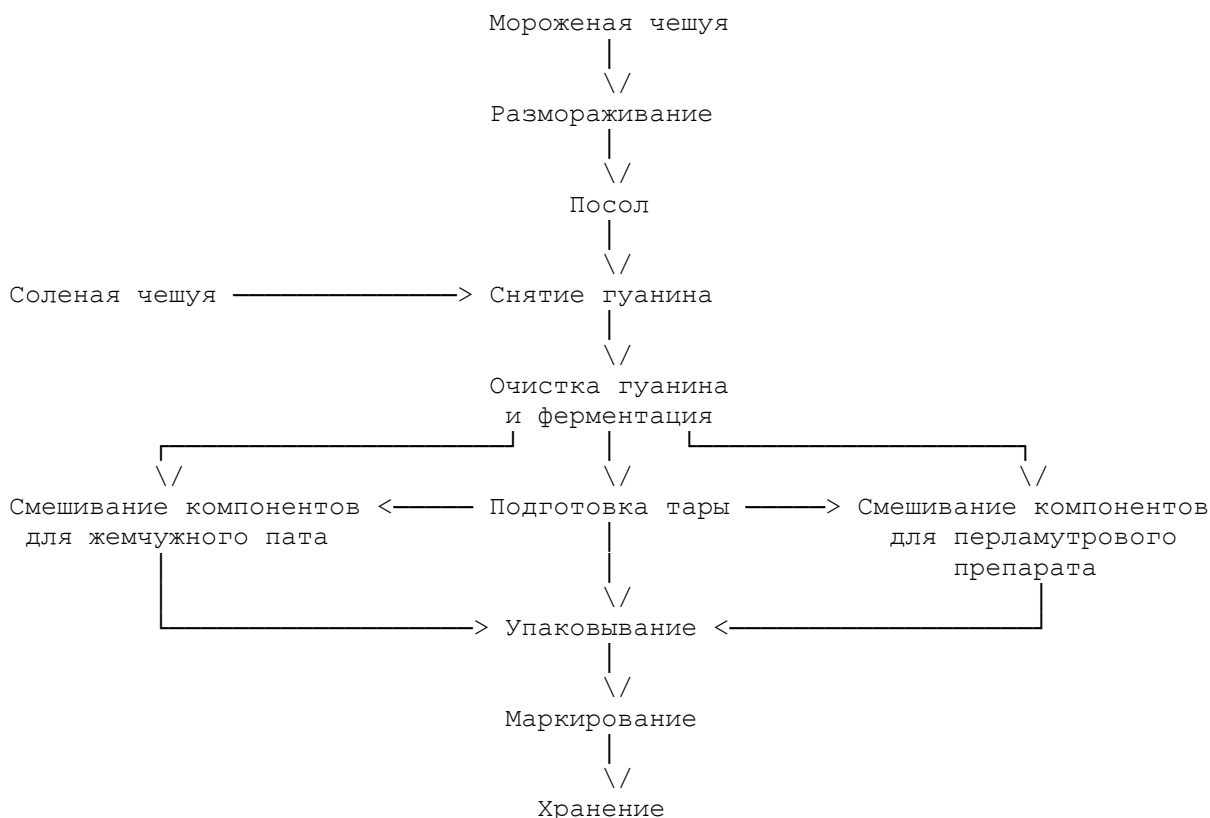 Мороженая чешуя
Размораживание
Посол
Соленая чешуя
Снятие гуанина
Очистка гуанина
и ферментация
Смешивание компонентов
для жемчужного пата
Подготовка тары
Смешивание компонентов
для перламутрового
препарата
Упаковывание
Маркирование
Хранение